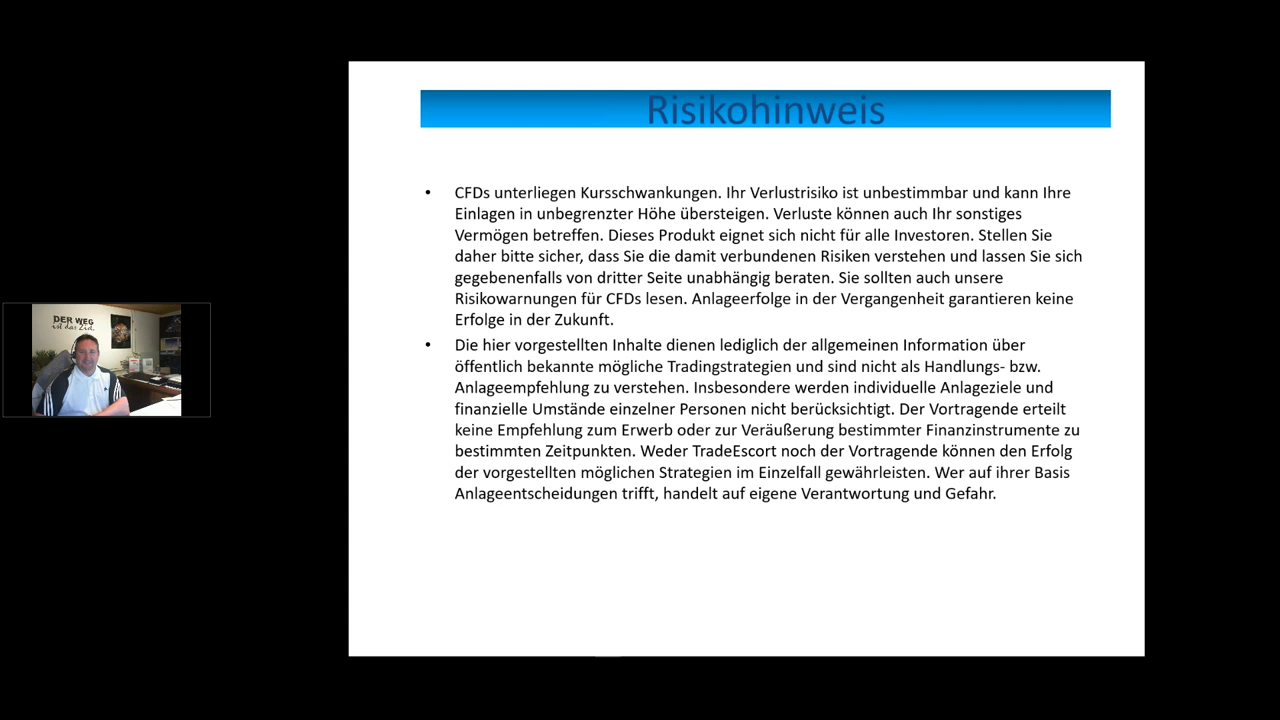 Risikohinweis
• CFDs unterliegen Kursschwankungen. Ihr Verlustrisiko ist unbestimmbar und kann Ihre
Einlagen in unbegrenzter Höhe übersteigen. Verluste können auch Ihr sonstiges
Vermögen betreffen. Dieses Produkt eignet sich nicht für alle Investoren. Stellen Sie
daher bitte sicher, dass Sie die damit verbundenen Risiken verstehen und lassen Sie sich
gegebenenfalls von dritter Seite unabhängig beraten. Sie sollten auch unsere
Risikowarnungen für CFDs lesen. Anlageerfolge in der Vergangenheit garantieren keine
Erfolge in der Zukunft.
• Die hier vorgestellten Inhalte dienen lediglich der allgemeinen Information über
öffentlich bekannte mögliche Tradingstrategien und sind nicht als Handlungs- bzw.
Anlageempfehlung zu verstehen. Insbesondere werden individuelle Anlageziele und
finanzielle Umstände einzelner Personen nicht berücksichtigt. Der Vortragende erteilt
keine Empfehlung zum Erwerb oder zur Veräußerung bestimmter Finanzinstrumente zu
bestimmten Zeitpunkten. Weder TradeEscort noch der Vortragende können den Erfolg
der vorgestellten möglichen Strategien im Einzelfall gewährleisten. Wer auf ihrer Basis
Anlageentscheidungen trifft, handelt auf eigene Verantwortung und Gefahr.
DER WEG
ist das Ziel.